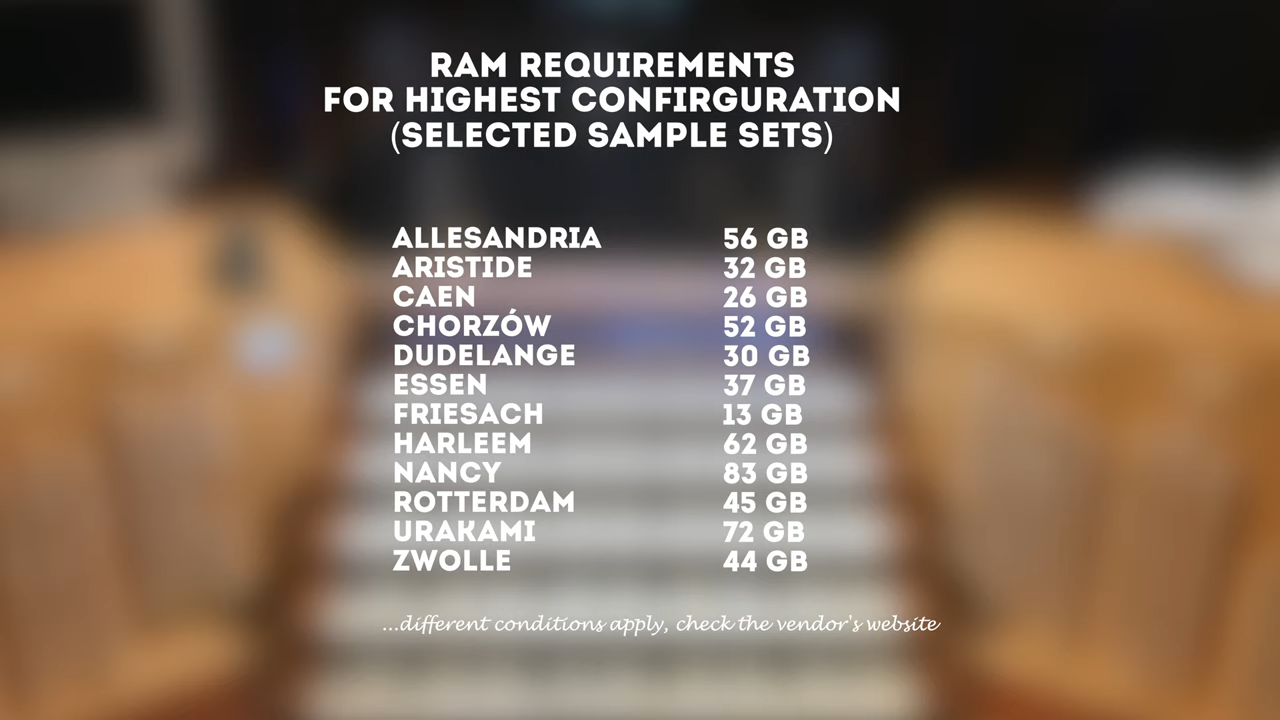 RAM REQUIREMENTS
FOR HIGHEST CONFIRGURATION
(SELECTED SAMPLE SETS)
ALLESANDRIA 56 GB
ARISTIDE 32 GB
CAEN 26 GB
CHORZÓW 52 GB
DUDELANGE 30 GB
ESSEN 37 GB
FRIESACH 13 GB
HARLEEM 62 GB
NANCY 83 GB
ROTTERDAM 45 GB
URAKAMI 72 GB
ZWOLLE 44 GB
...different conditions apply, check the vendor's website